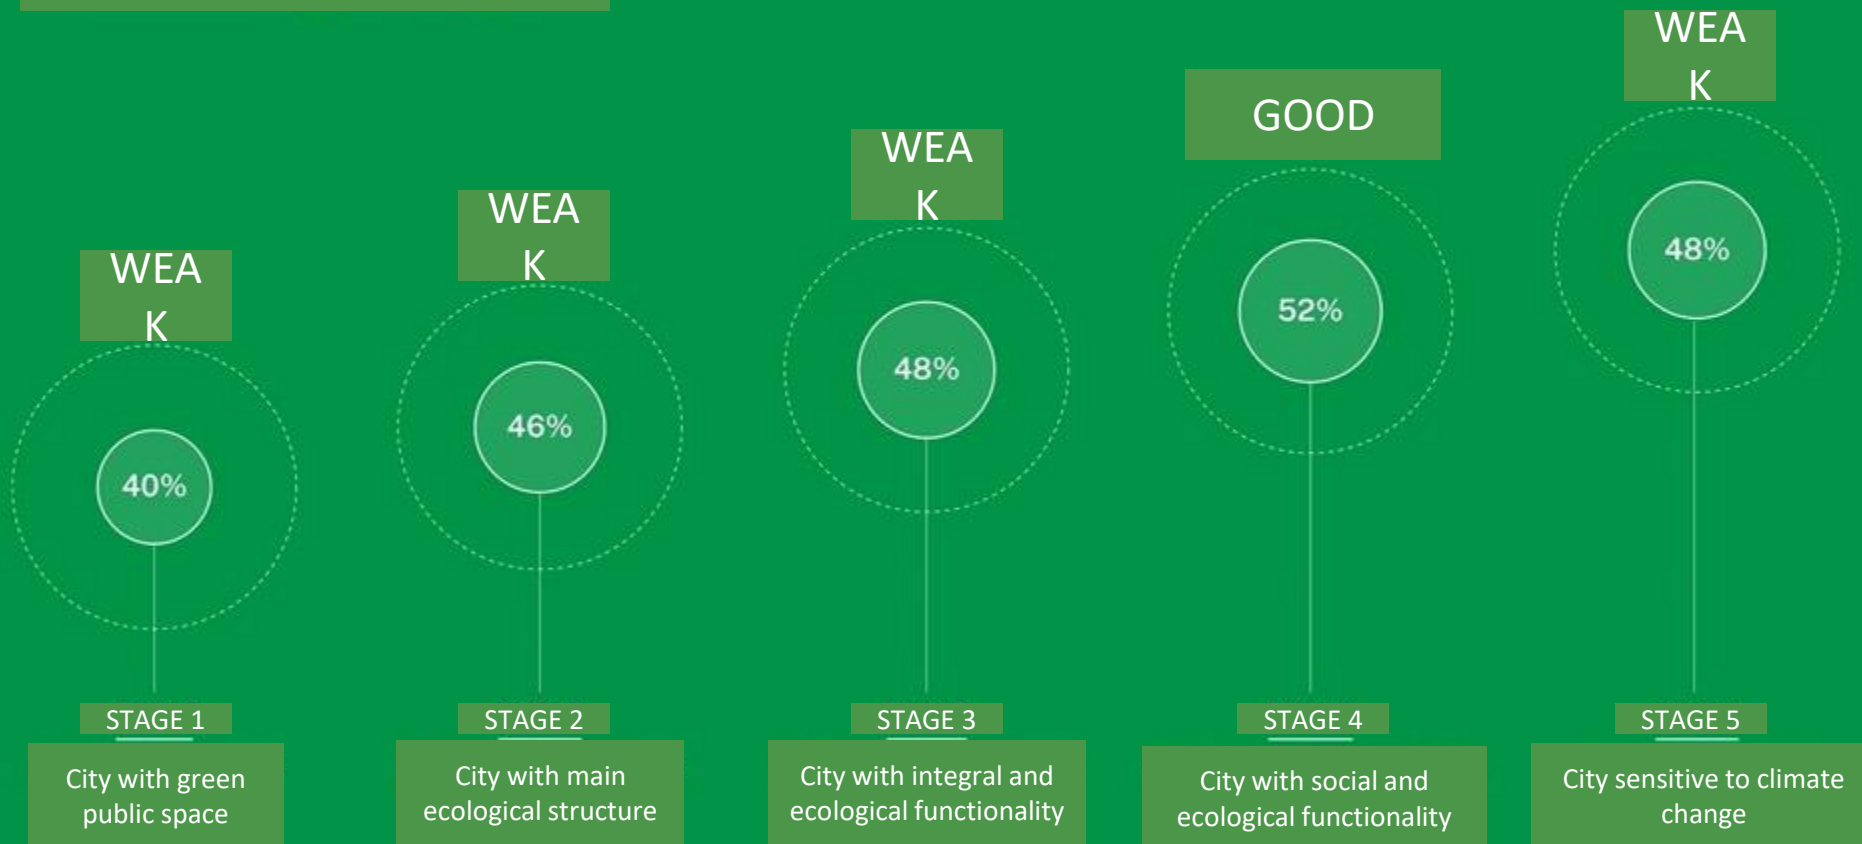 WEA
K
40%
STAGE 1
City with green
public space
WEA
K
46%
STAGE 2
City with main
ecological structure
WEA
K
48%
STAGE 3
City with integral and
ecological functionality
GOOD
52%
STAGE 4
City with social and
ecological functionality
WEA
K
48%
STAGE 5
City sensitive to climate
change